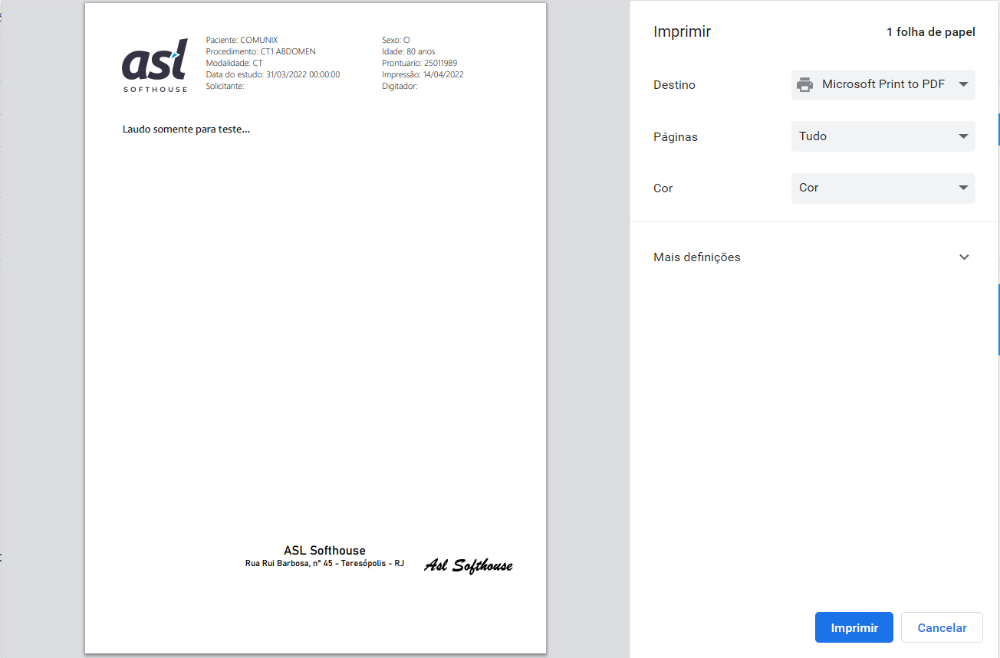 asl
SOFTHOUSE
Paciente: COMUNIX
Procedimento: CT1 ABDOMEN
Modalidade: CT
Data do estudo: 31/03/2022 00:00:00
Solicitante:
Sexo: O
Idade: 80 anos
Prontuario: 25011989
Impressão: 14/04/2022
Digitador:
Laudo somente para teste...
ASL Softhouse
Rua Rui Barbosa, n° 45 - Teresópolis - RJ
Asl Softhouse
Imprimir
1 folha de papel
Destino
Microsoft Print to PDF
Páginas
Tudo
Cor
Cor
Mais definições
Imprimir
Cancelar